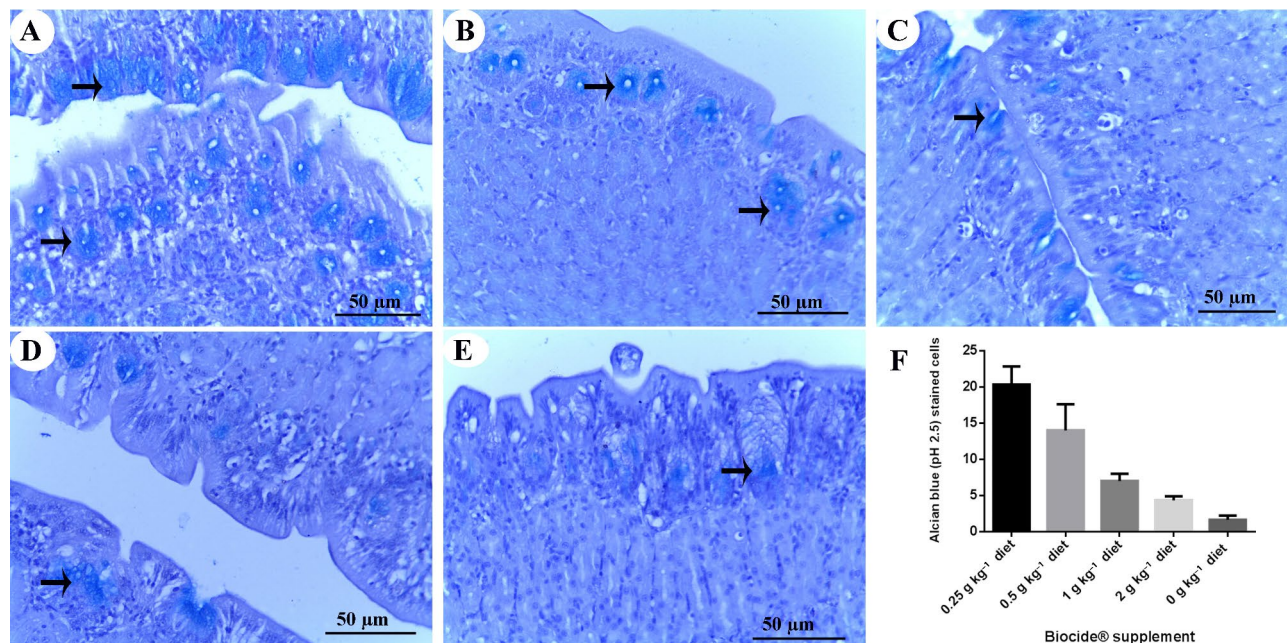 A
50 µm
B
50 µm
C
50 µm
D
50 µm
E
50 µm
F
Alcian blue (pH 2.5) stained cells
25
20
15
10
5
0
0.25 g kg⁻¹ diet
0.5 g kg⁻¹ diet
1 g kg⁻¹ diet
2 g kg⁻¹ diet
0 g kg⁻¹ diet
Biocide® supplement